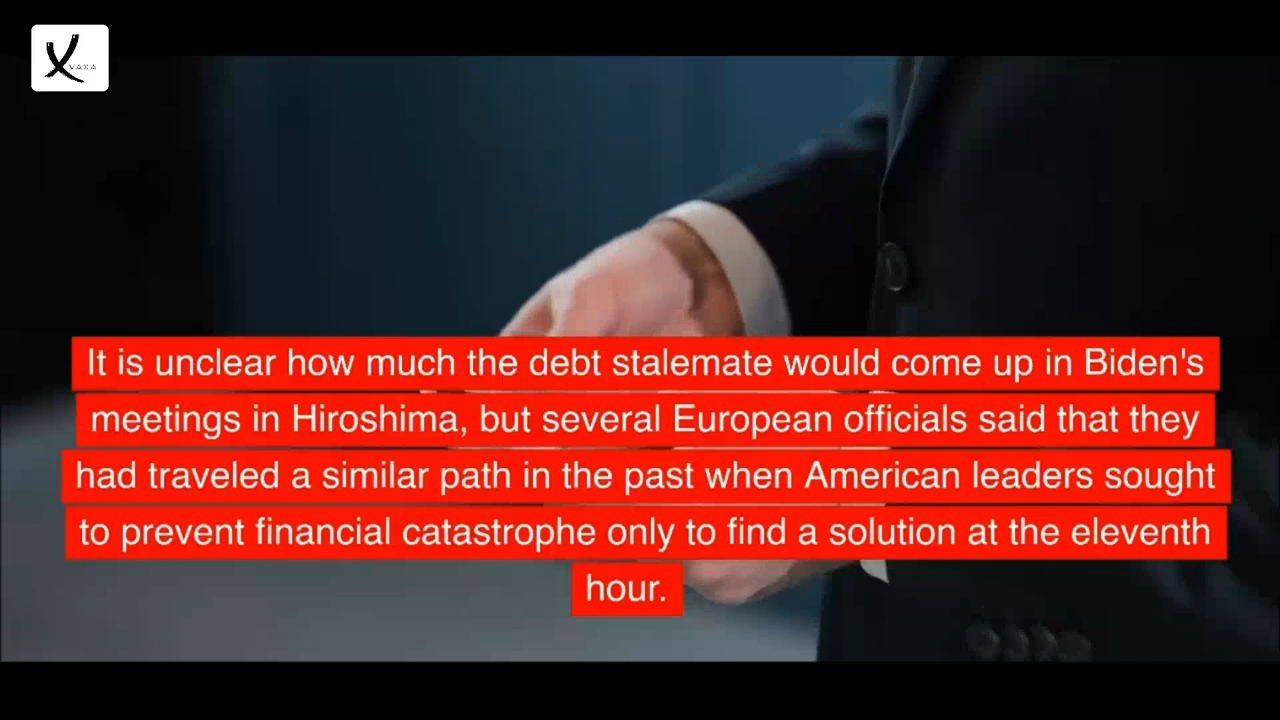 VAXA
It is unclear how much the debt stalemate would come up in Biden's
meetings in Hiroshima, but several European officials said that they
had traveled a similar path in the past when American leaders sought
to prevent financial catastrophe only to find a solution at the eleventh
hour.